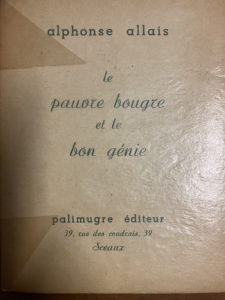 alphonse allais
le
pauvre bougre
et le
bon génie
palimugre éditeur
39, rue des coudrais, 39
Sceaux